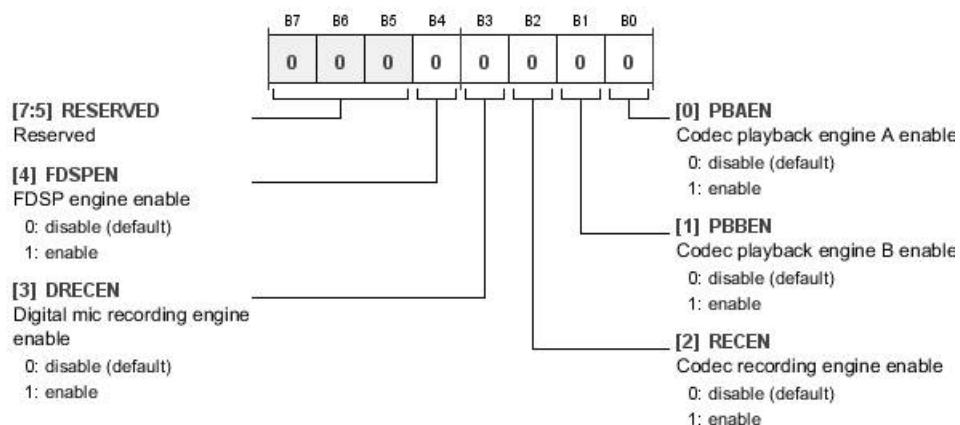 B7 B6 B5 B4 B3 B2 B1 B0
0 0 0 0 0 0 0 0
[7:5] RESERVED
Reserved
[4] FDSPEN
FDSP engine enable
0: disable (default)
1: enable
[3] DRECEN
Digital mic recording engine
enable
0: disable (default)
1: enable
[0] PBAEN
Codec playback engine A enable
0: disable (default)
1: enable
[1] PBBEN
Codec playback engine B enable
0: disable (default)
1: enable
[2] RECEN
Codec recording engine enable
0: disable (default)
1: enable